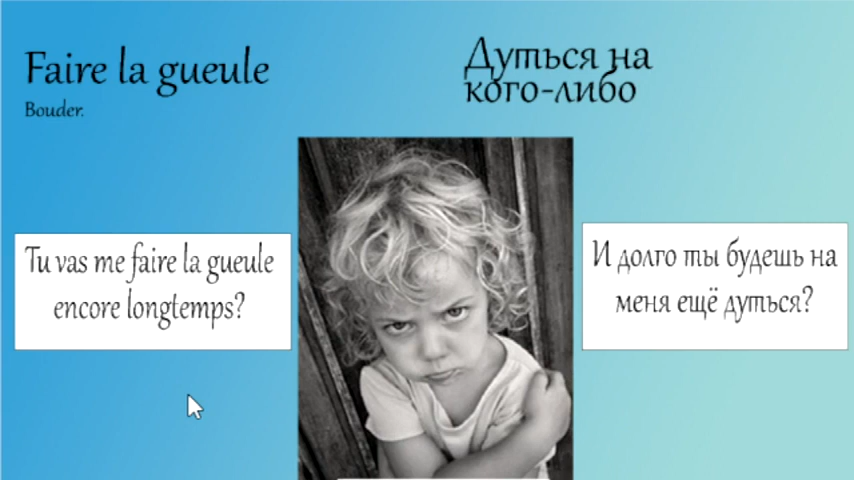 Faire la gueule
Bouder.
Дуться на
кого-либо
Tu vas me faire la gueule
encore longtemps?
И долго ты будешь на
меня ещё дуться?